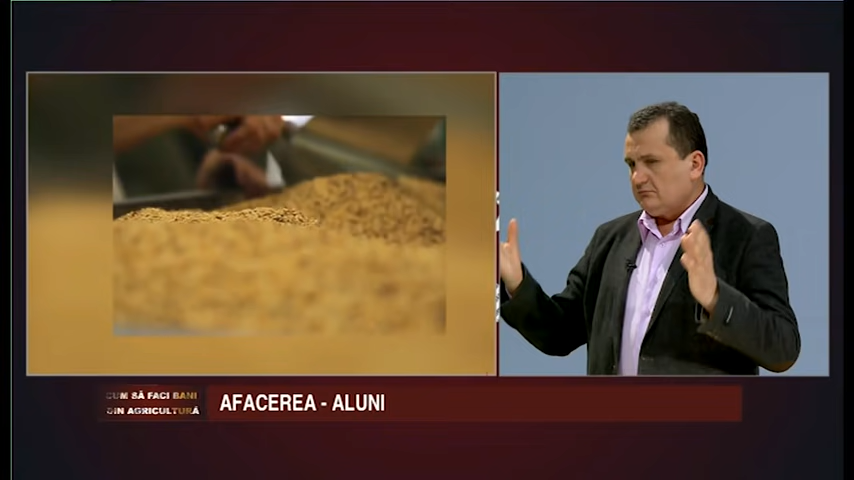 CUM SĂ FACI BANI
DIN AGRICULTURĂ
AFACEREA - ALUNI